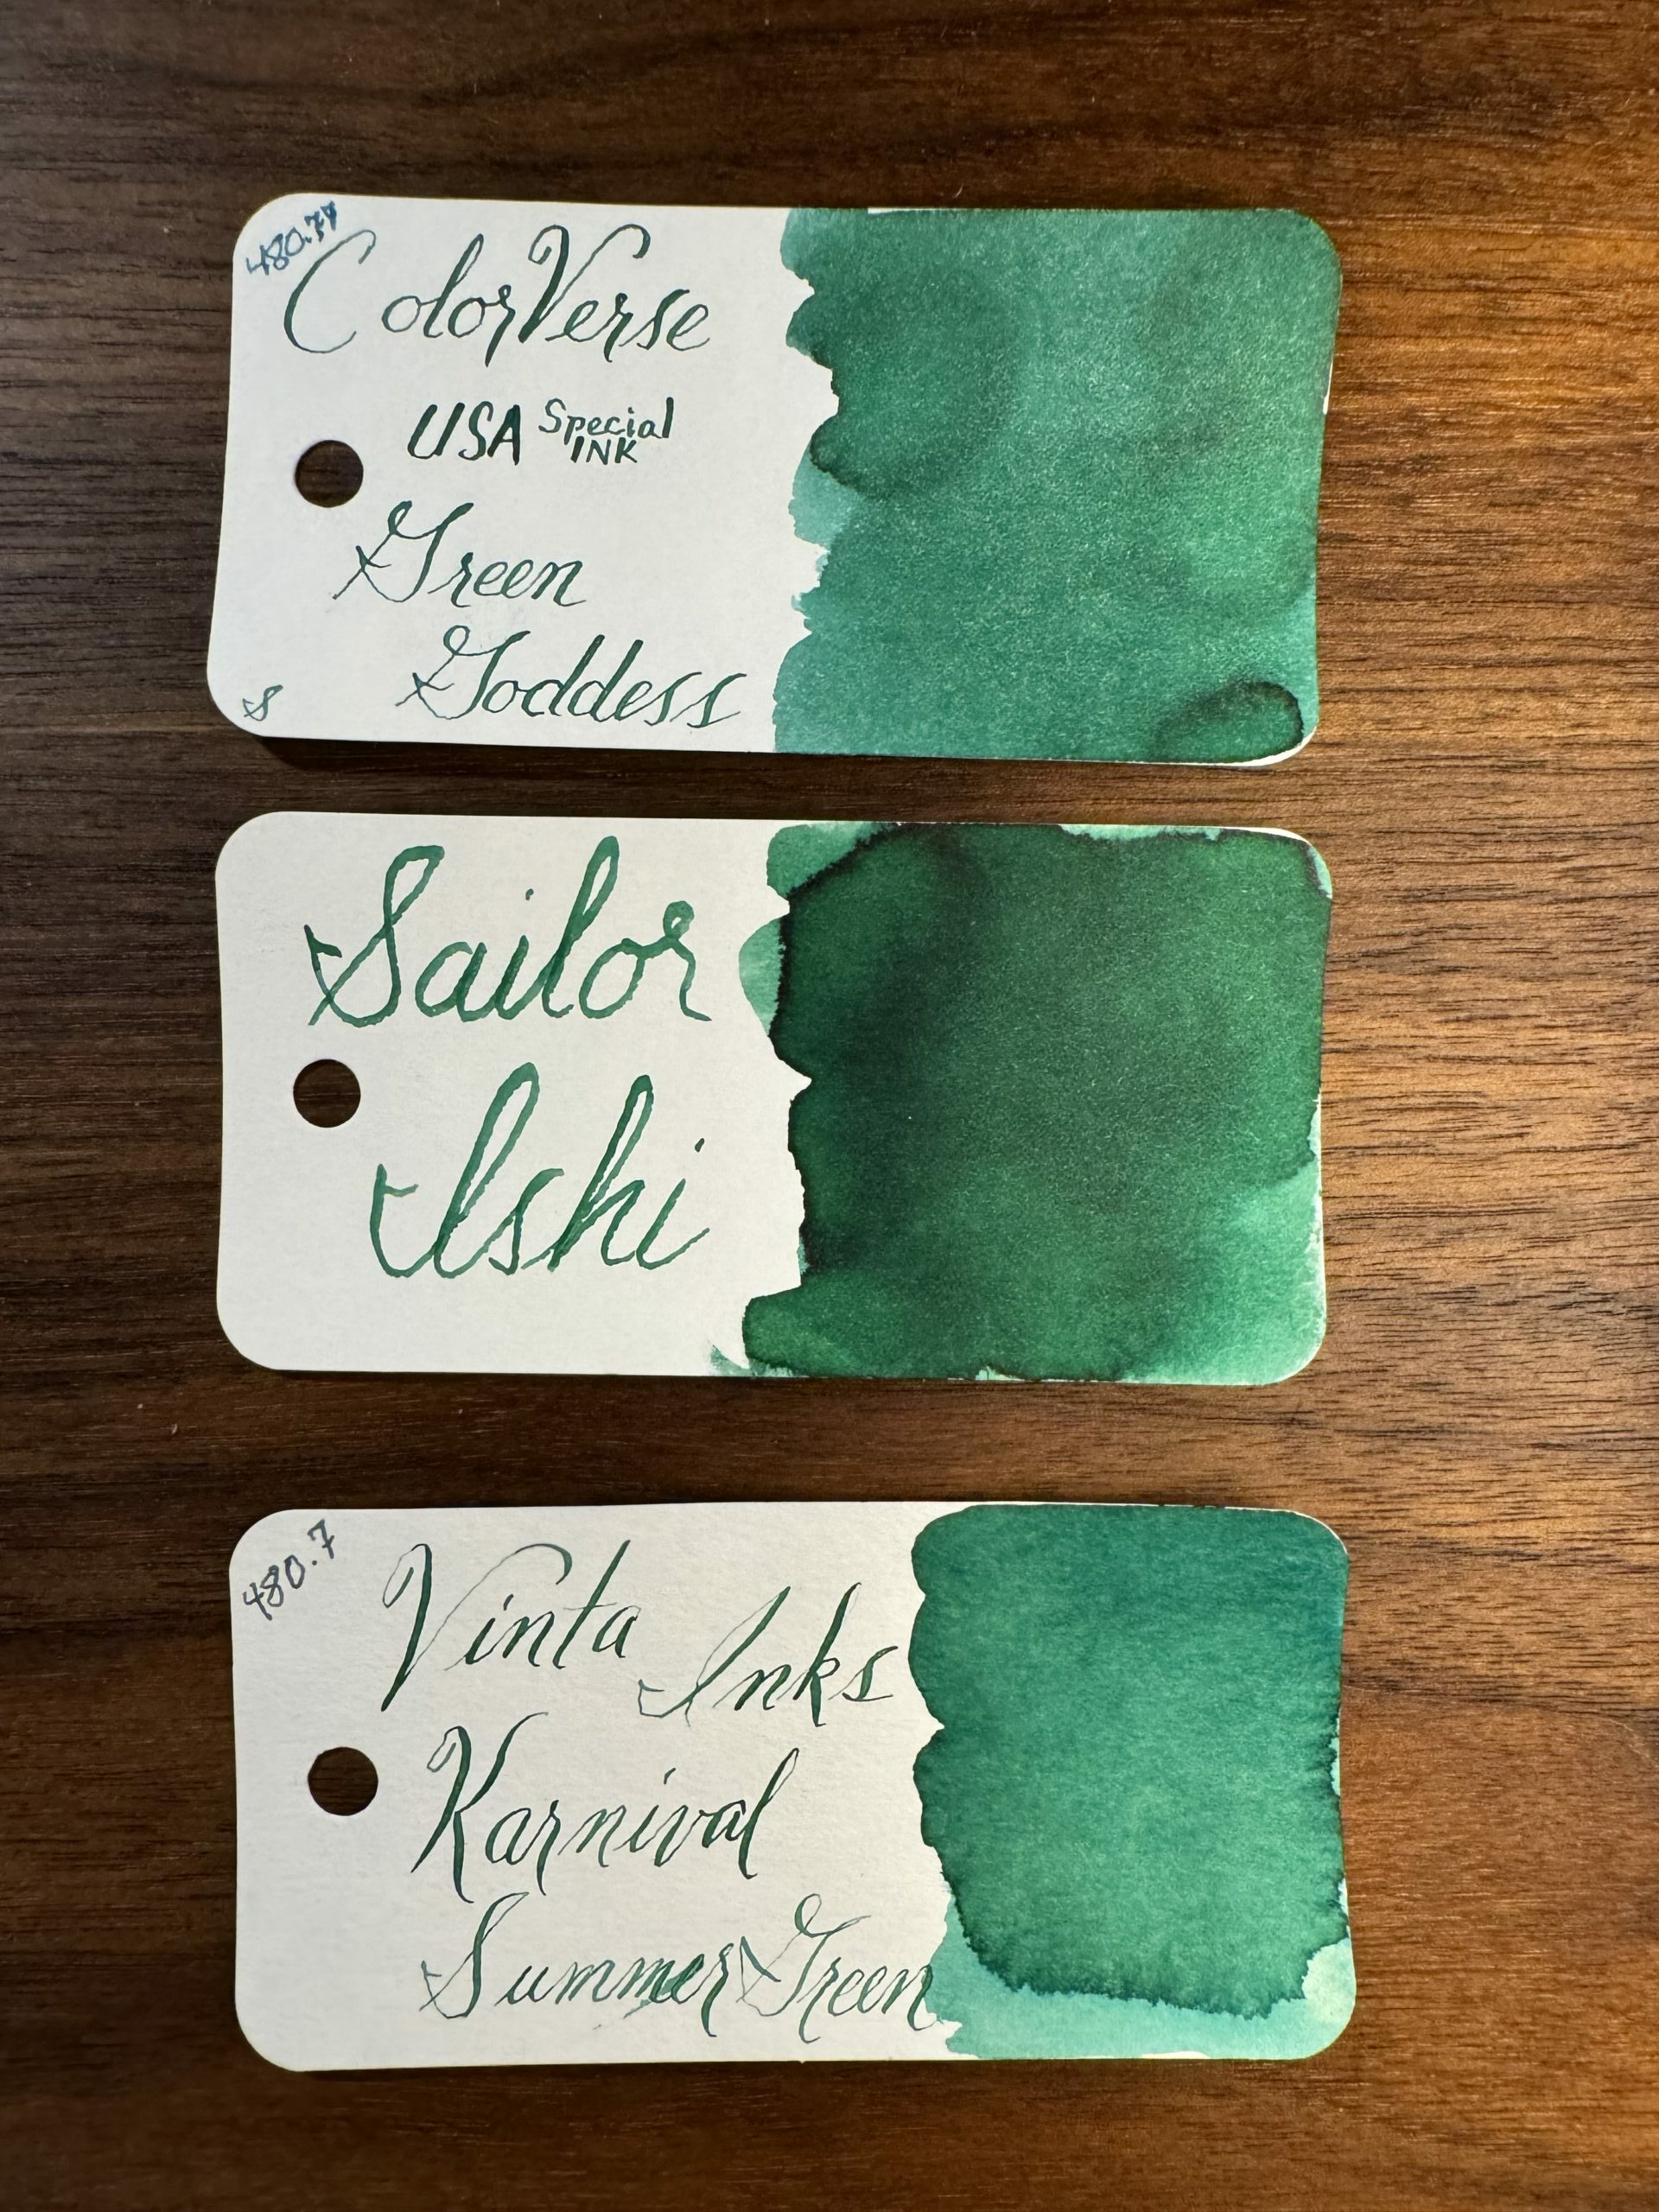 480.77
ColorVerse
USA Special
INK
Green
Goddess
S
Sailor
Ishi
480.7
Vinta Inks
Karnival
Summer Green